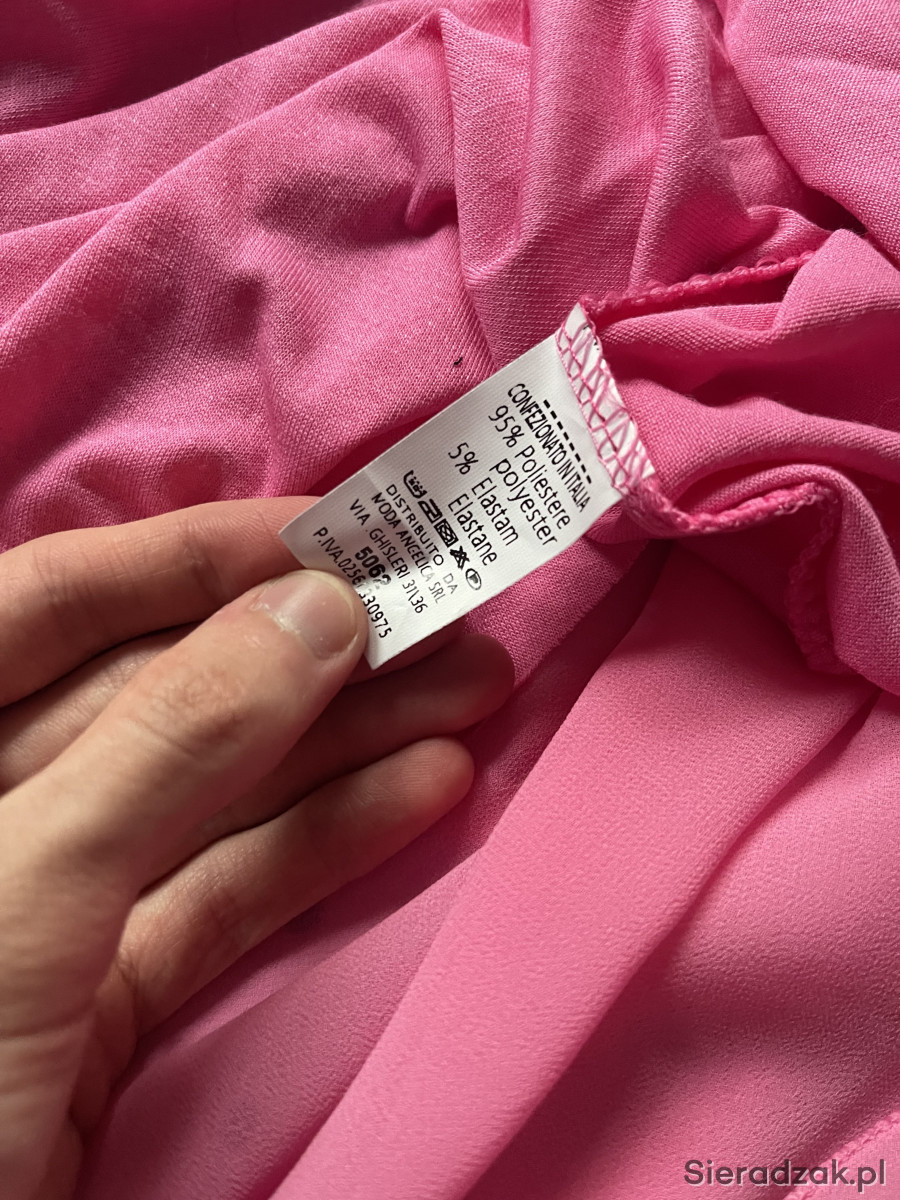 CONFEZIONATO IN ITALIA
95% Poliestere
polyester
5% Elastam
Elastane
DISTRIBUITO DA
MODA ANGELICA SRL
VIA GHISLERI 31\36
Sieradzak.pl